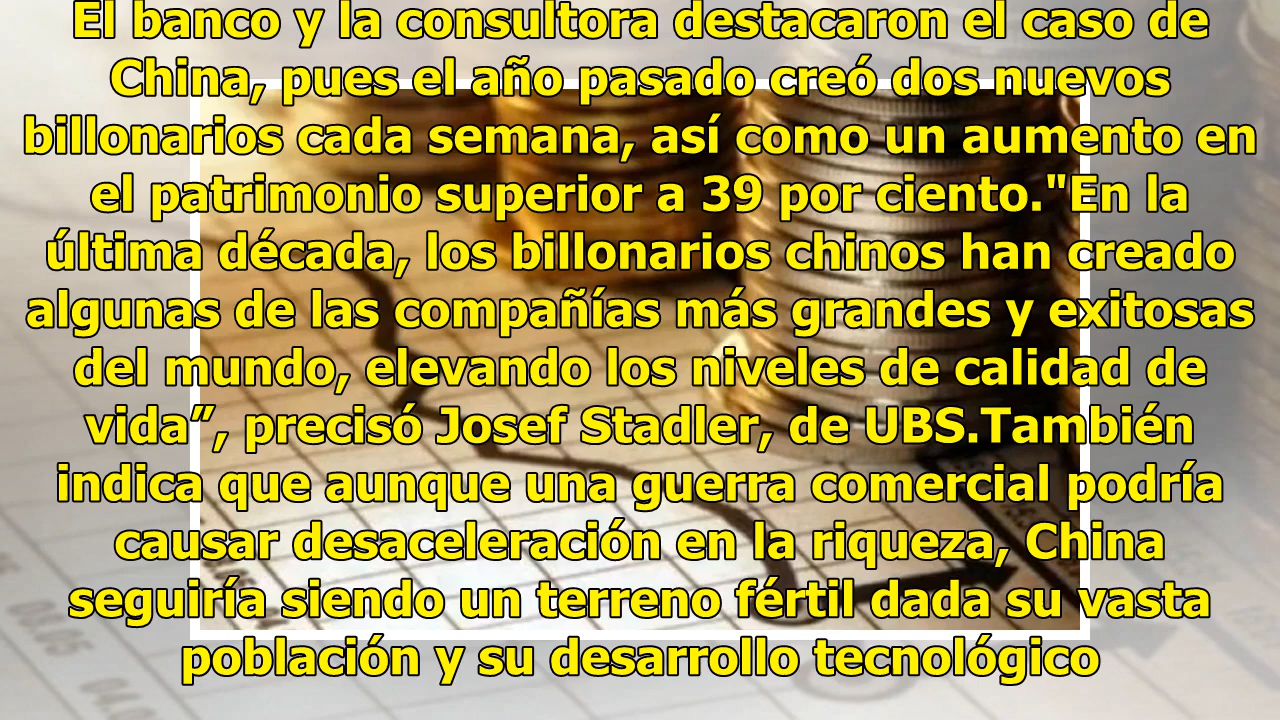 El banco y la consultora destacaron el caso de
China, pues el año pasado creó dos nuevos
billonarios cada semana, así como un aumento en
el patrimonio superior a 39 por ciento."En la
última década, los billonarios chinos han creado
algunas de las compañías más grandes y exitosas
del mundo, elevando los niveles de calidad de
vida”, precisó Josef Stadler, de UBS.También
indica que aunque una guerra comercial podría
causar desaceleración en la riqueza, China
seguiría siendo un terreno fértil dada su vasta
población y su desarrollo tecnológico